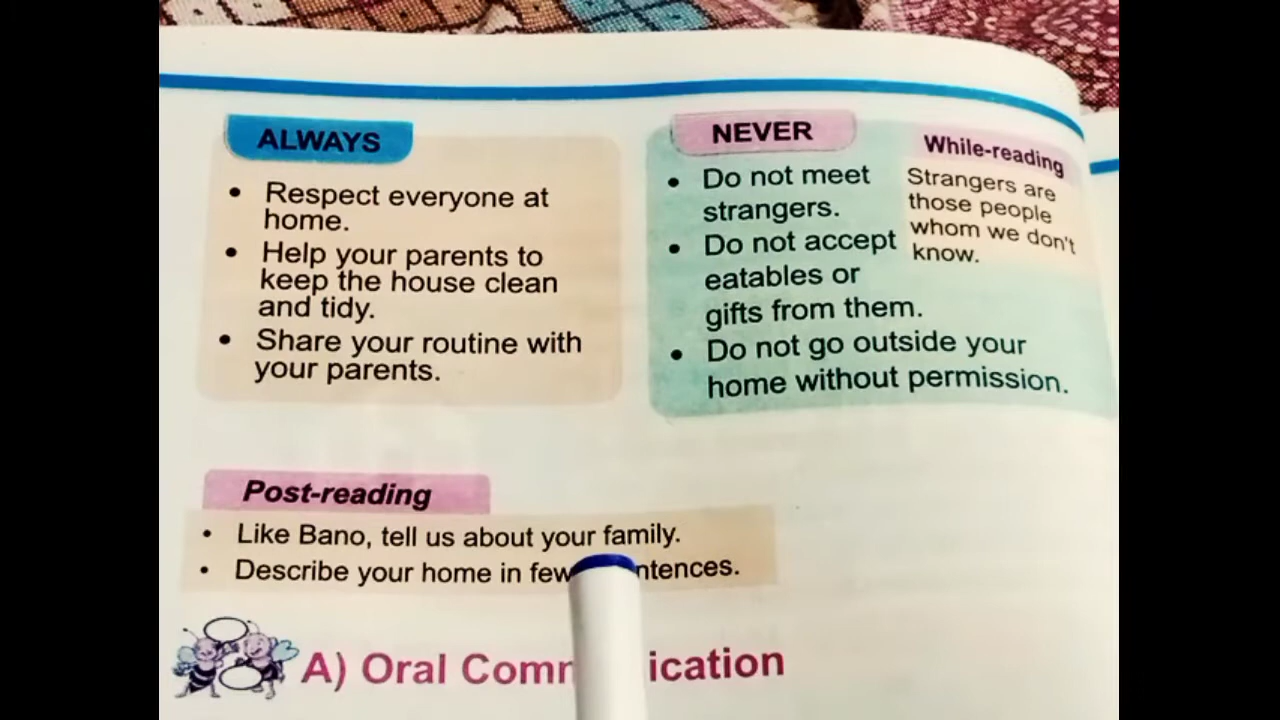 ALWAYS
• Respect everyone at
home.
• Help your parents to
keep the house clean
and tidy.
• Share your routine with
your parents.
NEVER
• Do not meet
strangers.
• Do not accept
eatables or
gifts from them.
• Do not go outside your
home without permission.
While-reading
Strangers are
those people
whom we don't
know.
Post-reading
• Like Bano, tell us about your family.
• Describe your home in few
A) Oral